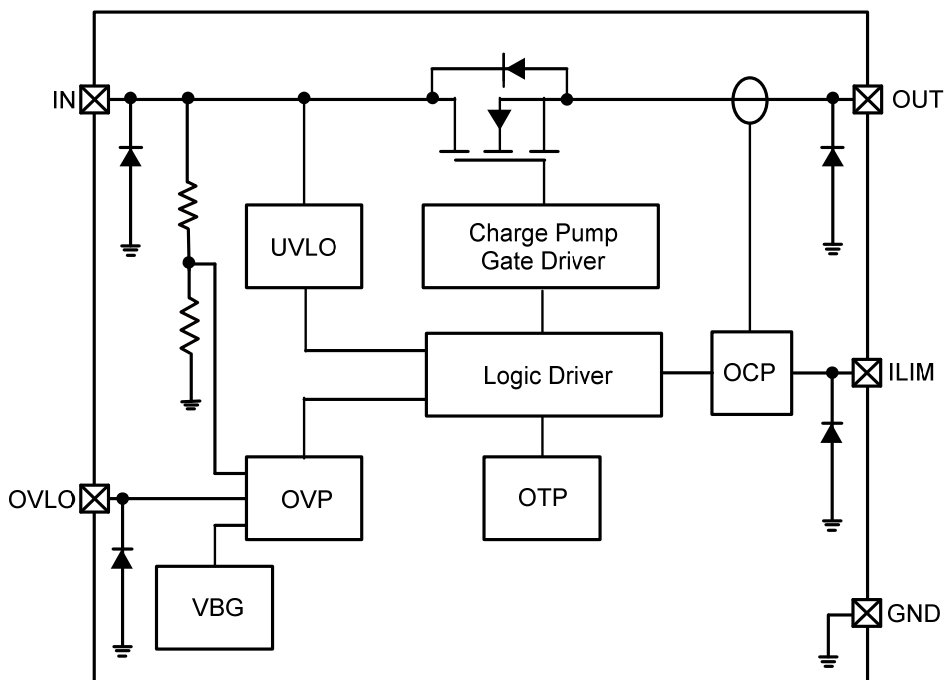 IN
OUT
UVLO
Charge Pump
Gate Driver
Logic Driver
OCP
ILIM
OVLO
OVP
OTP
VBG
GND